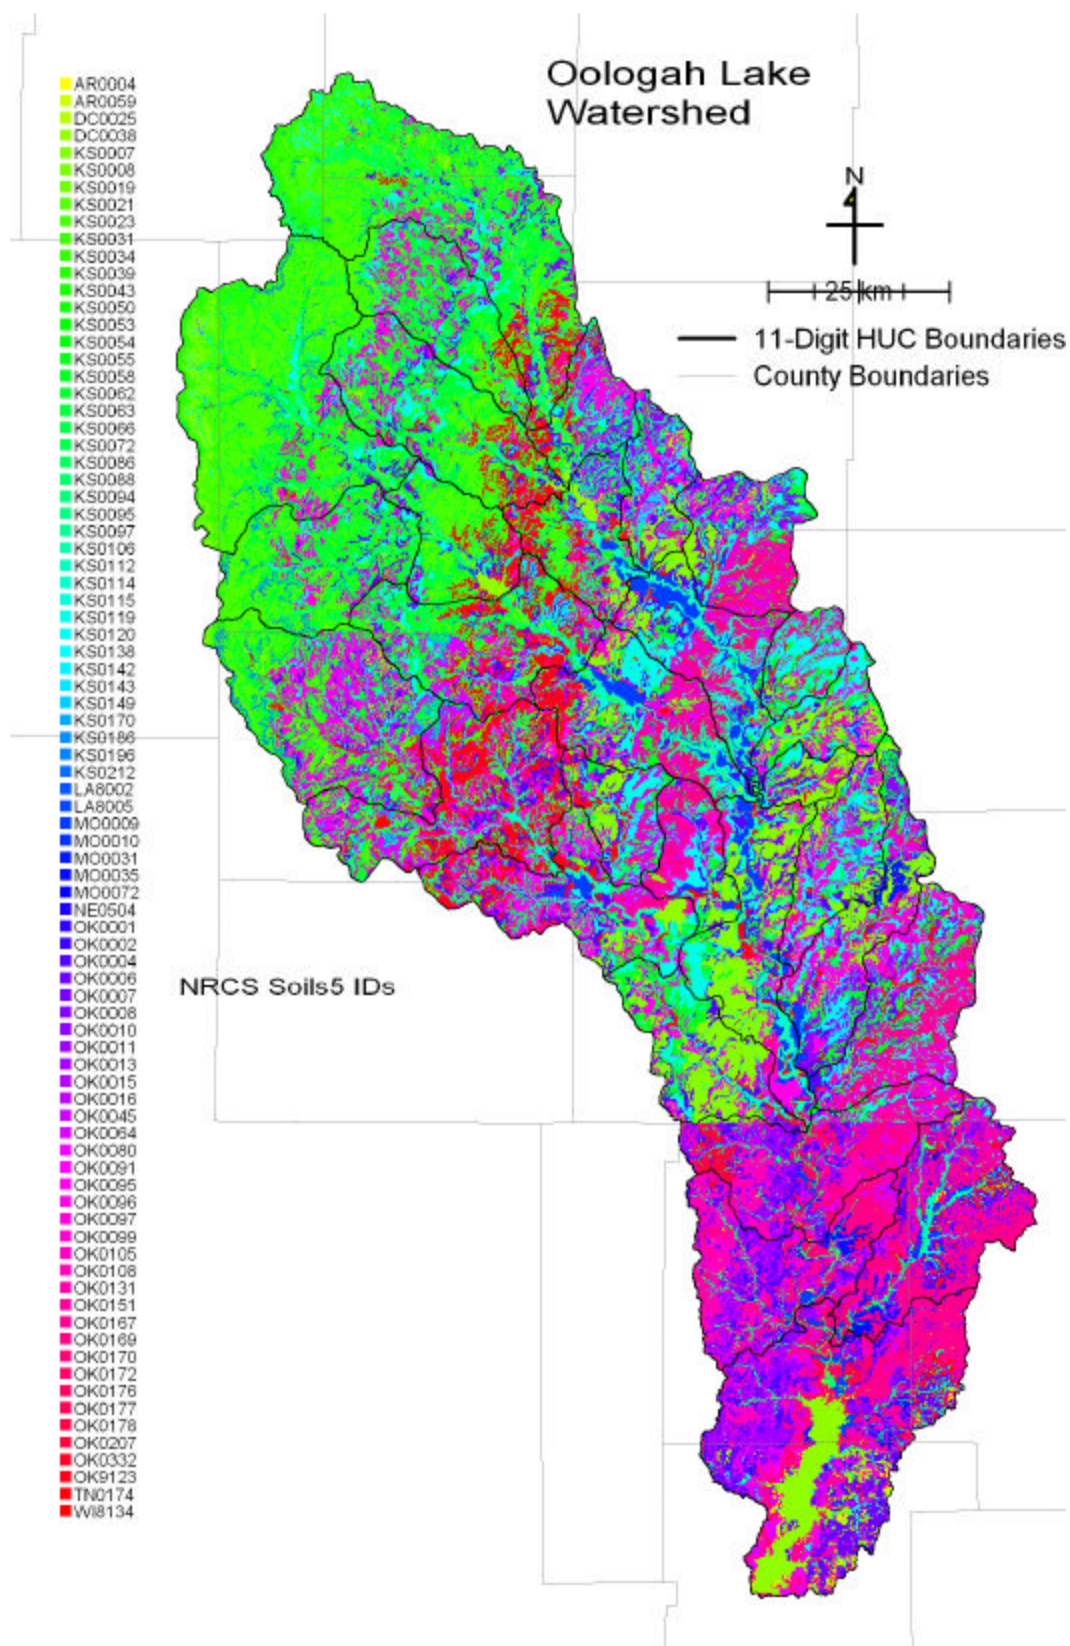 Oologah Lake
Watershed
N
25 km
11-Digit HUC Boundaries
County Boundaries
NRCS Soils5 IDs
AR0004
AR0059
DC0025
DC0038
KS0007
KS0008
KS0019
KS0021
KS0023
KS0031
KS0034
KS0039
KS0043
KS0050
KS0053
KS0054
KS0055
KS0058
KS0062
KS0063
KS0066
KS0072
KS0086
KS0088
KS0094
KS0095
KS0097
KS0106
KS0112
KS0114
KS0115
KS0119
KS0120
KS0138
KS0142
KS0143
KS0149
KS0170
KS0186
KS0196
KS0212
LA8002
LA8005
MO0009
MO0010
MO0031
MO0035
MO0072
NE0504
OK0001
OK0002
OK0004
OK0006
OK0007
OK0008
OK0010
OK0011
OK0013
OK0015
OK0016
OK0045
OK0064
OK0080
OK0091
OK0095
OK0096
OK0097
OK0099
OK0105
OK0108
OK0131
OK0151
OK0167
OK0169
OK0170
OK0172
OK0176
OK0177
OK0178
OK0207
OK0332
OK9123
TN0174
WI8134